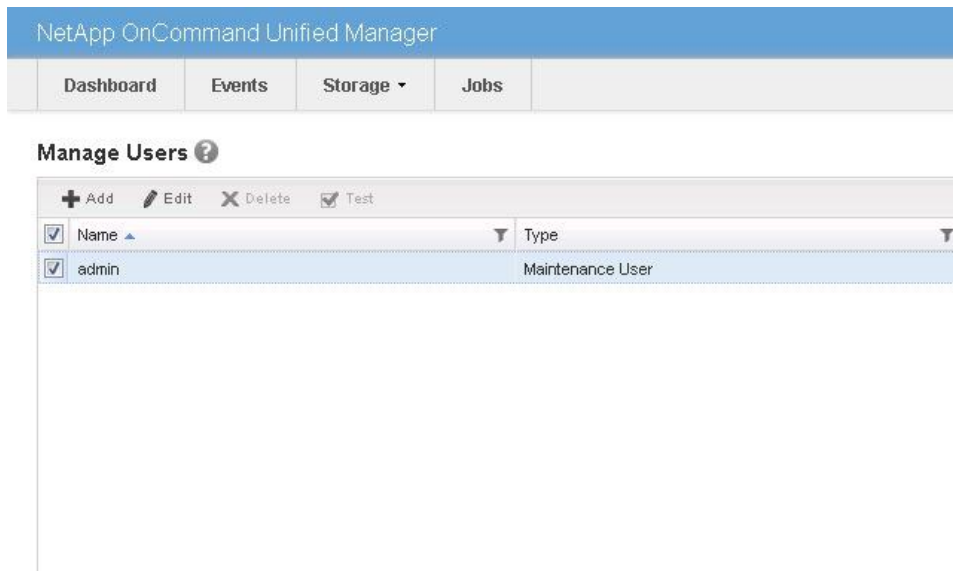 NetApp OnCommand Unified Manager
Dashboard Events Storage Jobs
Manage Users
Add Edit Delete Test
Name Type
admin Maintenance User